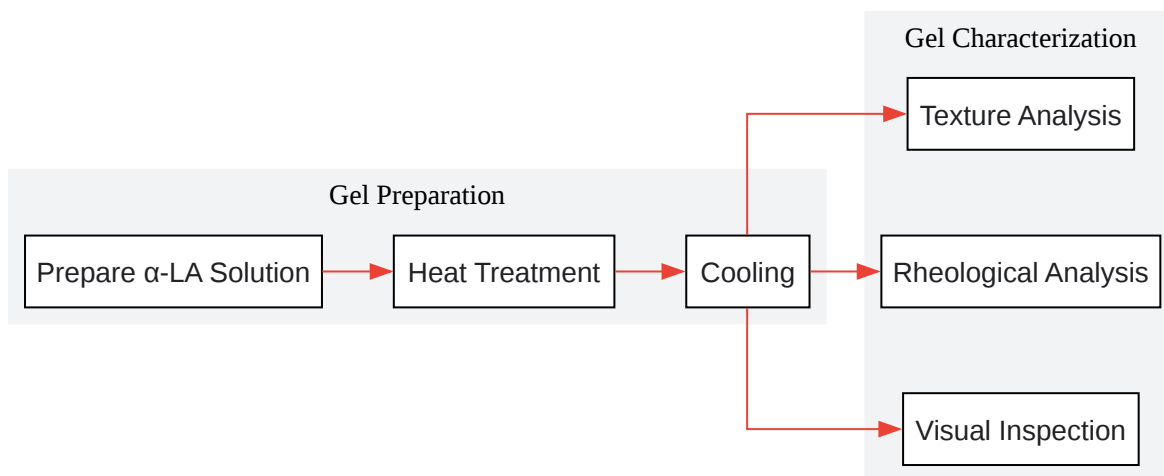 Gel Characterization
Texture Analysis
Gel Preparation
Prepare α-LA Solution
Heat Treatment
Cooling
Rheological Analysis
Visual Inspection